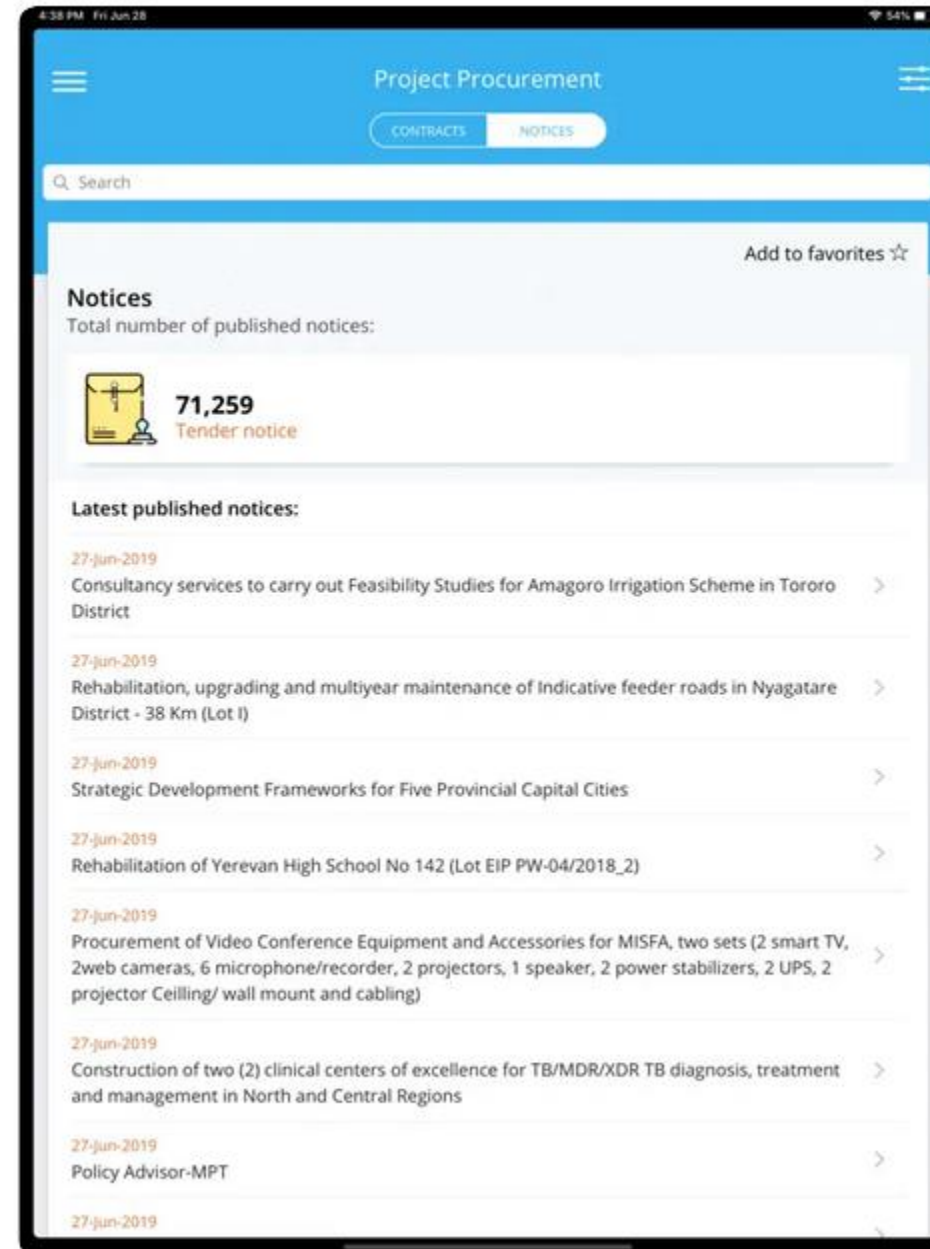 4:38 PM Fri Jun 28
54%
Project Procurement
CONTRACTS
NOTICES
Search
Add to favorites
Notices
Total number of published notices:
71,259
Tender notice
Latest published notices:
27-Jun-2019
Consultancy services to carry out Feasibility Studies for Amagoro Irrigation Scheme in Tororo
District
27-Jun-2019
Rehabilitation, upgrading and multiyear maintenance of Indicative feeder roads in Nyagatare
District - 38 Km (Lot I)
27-Jun-2019
Strategic Development Frameworks for Five Provincial Capital Cities
27-Jun-2019
Rehabilitation of Yerevan High School No 142 (Lot EIP PW-04/2018_2)
27-Jun-2019
Procurement of Video Conference Equipment and Accessories for MISFA, two sets (2 smart TV,
2web cameras, 6 microphone/recorder, 2 projectors, 1 speaker, 2 power stabilizers, 2 UPS, 2
projector Ceilling/ wall mount and cabling)
27-Jun-2019
Construction of two (2) clinical centers of excellence for TB/MDR/XDR TB diagnosis, treatment
and management in North and Central Regions
27-Jun-2019
Policy Advisor-MPT
27-Jun-2019